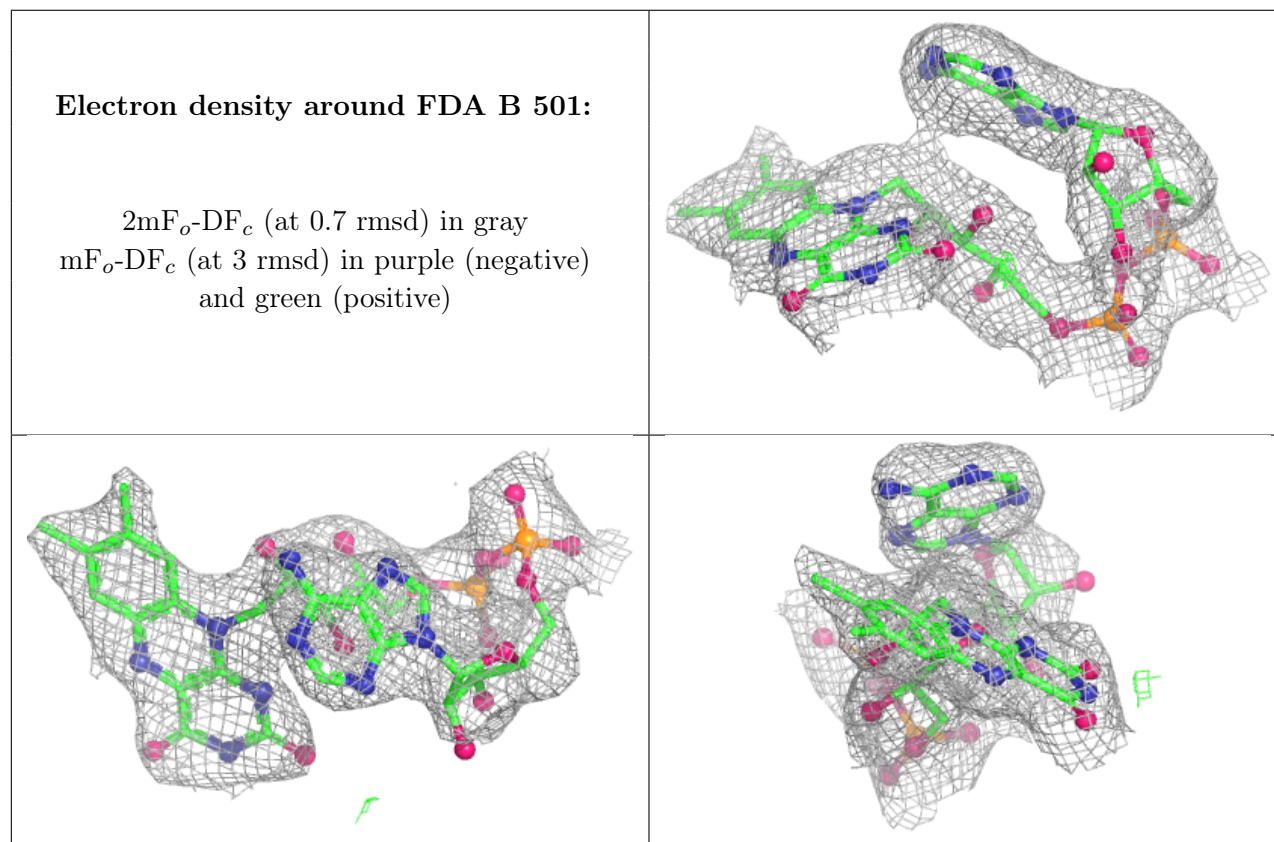 Electron density around FDA B 501:
2mFo-DFc (at 0.7 rmsd) in gray
mFo-DFc (at 3 rmsd) in purple (negative)
and green (positive)